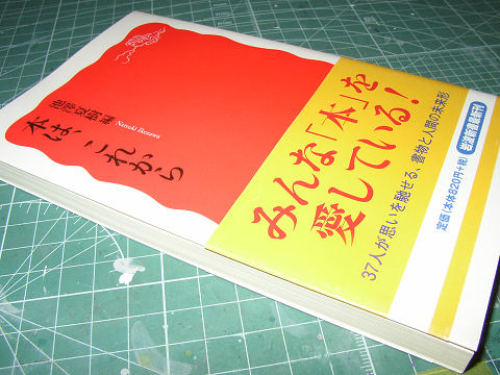 池澤夏樹 編
Natsuki Ikezawa
本は、これから
みんな「本」を
愛している!
37人が思いを馳せる、書物と人間の未来形
岩波新書最新刊
定価(本体820円+税)